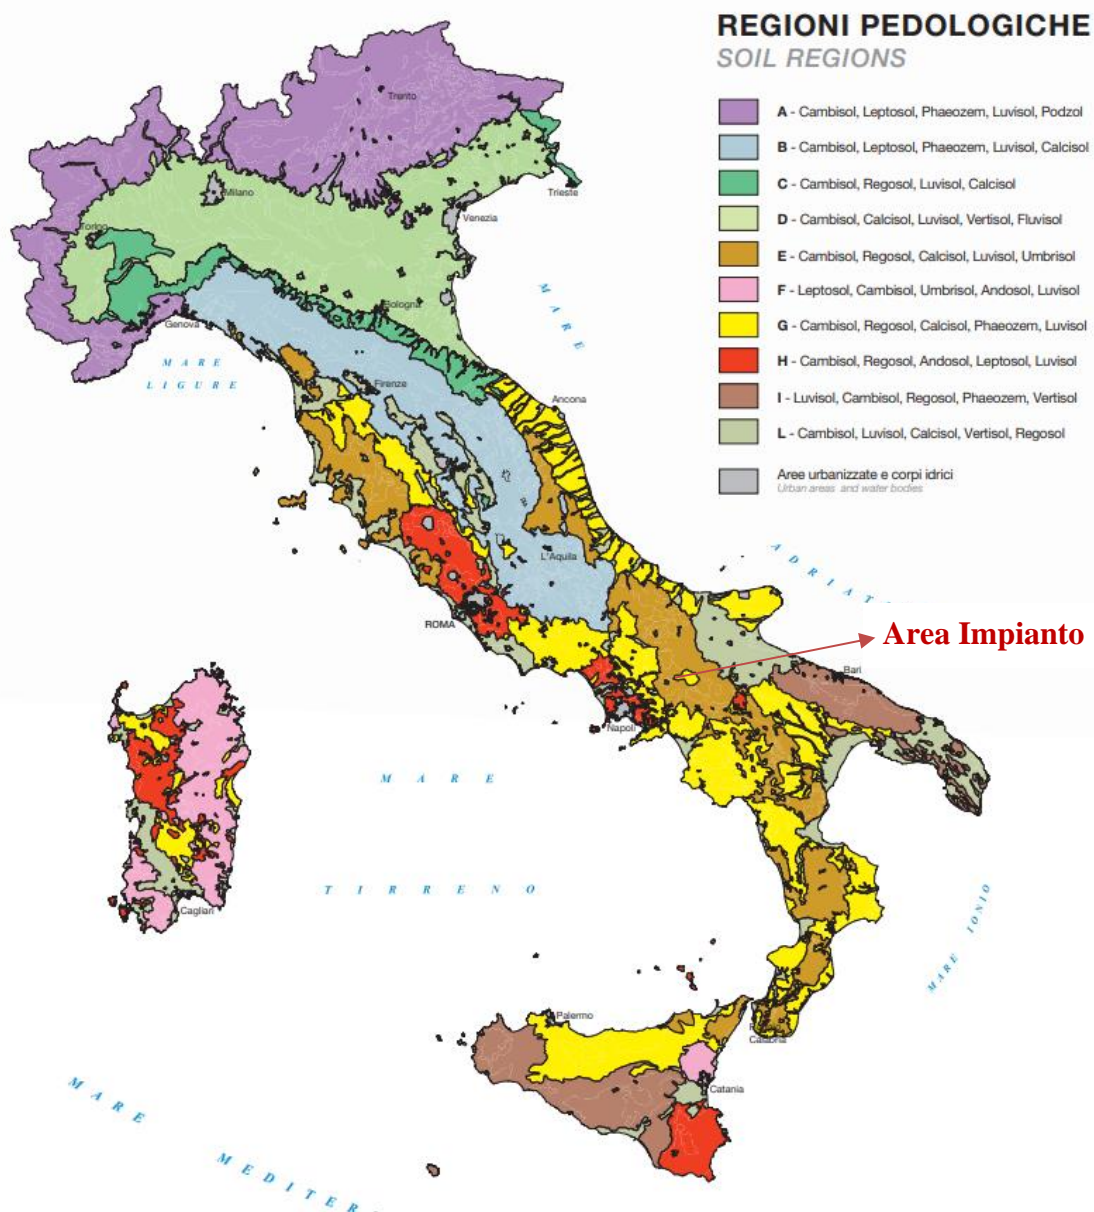 REGIONI PEDOLOGICHE
SOIL REGIONS
A - Cambisol, Leptosol, Phaeozem, Luvisol, Podzol
B - Cambisol, Leptosol, Phaeozem, Luvisol, Calcisol
C - Cambisol, Regosol, Luvisol, Calcisol
D - Cambisol, Calcisol, Luvisol, Vertisol, Fluvisol
E - Cambisol, Regosol, Calcisol, Luvisol, Umbrisol
F - Leptosol, Cambisol, Umbrisol, Andosol, Luvisol
G - Cambisol, Regosol, Calcisol, Phaeozem, Luvisol
H - Cambisol, Regosol, Andosol, Leptosol, Luvisol
I - Luvisol, Cambisol, Regosol, Phaeozem, Vertisol
L - Cambisol, Luvisol, Calcisol, Vertisol, Regosol
Aree urbanizzate e corpi idrici
Urban areas and water bodies
Trento
Milano
Trieste
Venezia
Torino
Bologna
Genova
MARE
MARE
LIGURE
Firenze
Ancona
L'Aquila
ADRIAT
ROMA
Area Impianto
Bari
Napoli
MARE
TIRRENO
Cagliari
MARE IONIO
Palermo
Reggio
Calabria
Catania
MARE
MEDITER